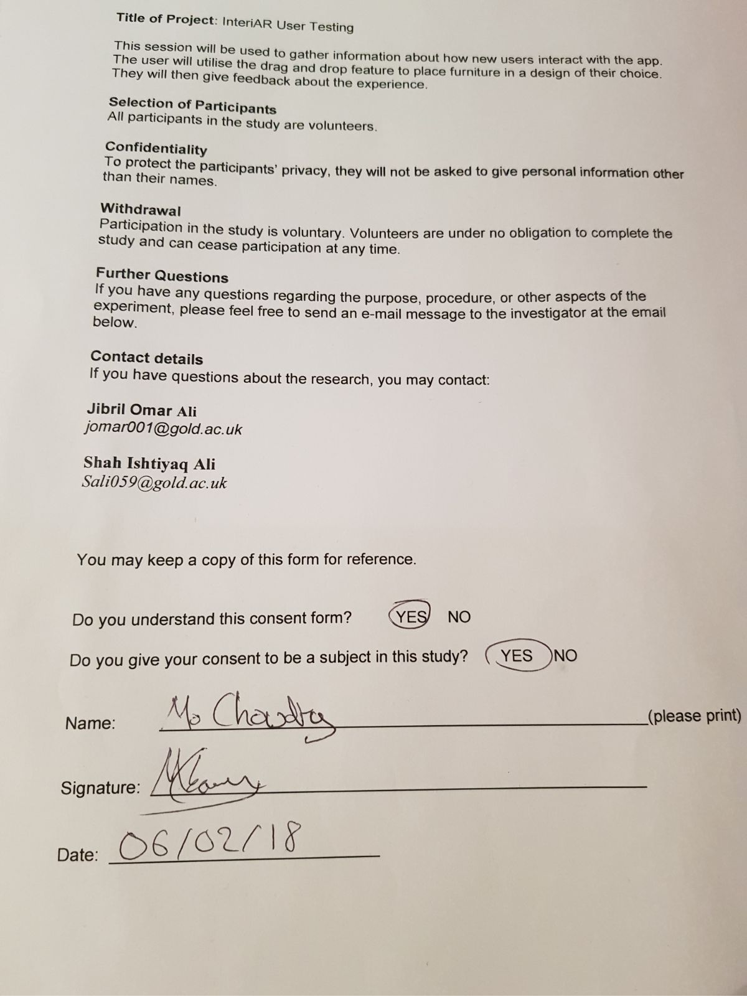 Title of Project: InteriAR User Testing
This session will be used to gather information about how new users interact with the app.
The user will utilise the drag and drop feature to place furniture in a design of their choice.
They will then give feedback about the experience.
Selection of Participants
All participants in the study are volunteers.
Confidentiality
To protect the participants' privacy, they will not be asked to give personal information other
than their names.
Withdrawal
Participation in the study is voluntary. Volunteers are under no obligation to complete the
study and can cease participation at any time.
Further Questions
If you have any questions regarding the purpose, procedure, or other aspects of the
experiment, please feel free to send an e-mail message to the investigator at the email
below.
Contact details
If you have questions about the research, you may contact:
Jibril Omar Ali
jomar001@gold.ac.uk
Shah Ishtiyaq Ali
Sali059@gold.ac.uk
You may keep a copy of this form for reference.
Do you understand this consent form? YES NO
Do you give your consent to be a subject in this study? YES NO
Name: Mo (please print)
Signature:
Date: 06/02/18